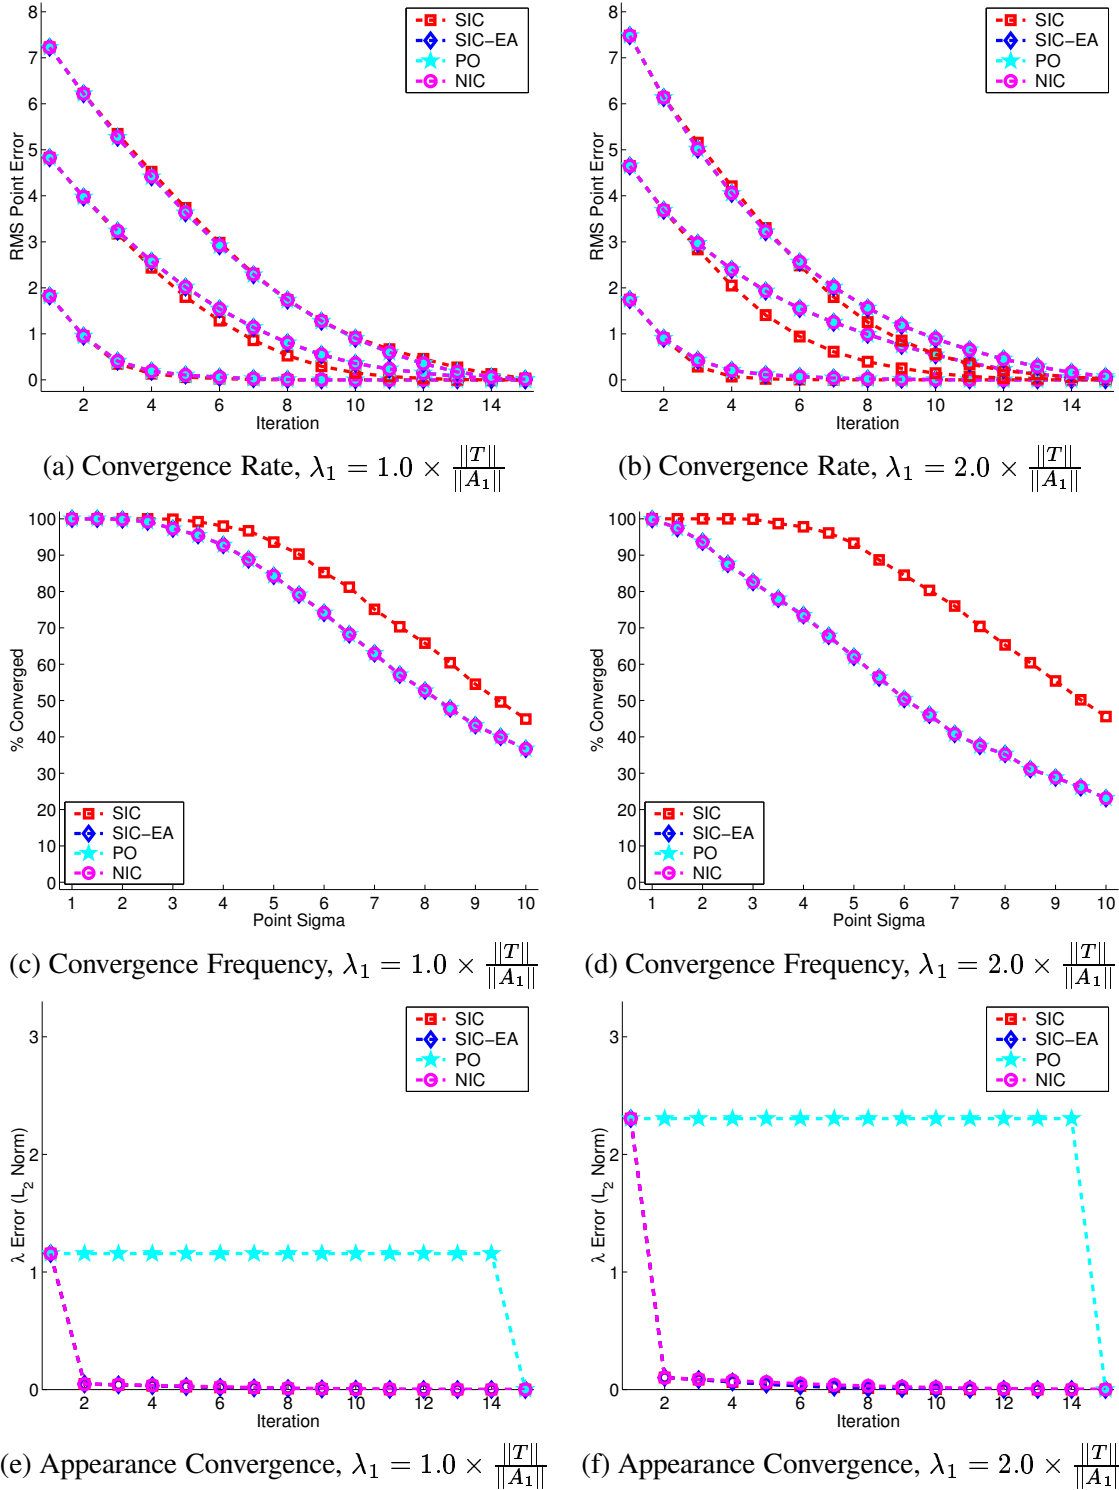 SIC
SIC-EA
PO
NIC
RMS Point Error
8
7
6
5
4
3
2
1
0
2 4 6 8 10 12 14
Iteration
SIC
SIC-EA
PO
NIC
RMS Point Error
8
7
6
5
4
3
2
1
0
2 4 6 8 10 12 14
Iteration
(a) Convergence Rate, λ₁ = 1.0 × ||T|| / ||A₁||
(b) Convergence Rate, λ₁ = 2.0 × ||T|| / ||A₁||
% Converged
100
90
80
70
60
50
40
30
20
10
0
SIC
SIC-EA
PO
NIC
1 2 3 4 5 6 7 8 9 10
Point Sigma
% Converged
100
90
80
70
60
50
40
30
20
10
0
SIC
SIC-EA
PO
NIC
1 2 3 4 5 6 7 8 9 10
Point Sigma
(c) Convergence Frequency, λ₁ = 1.0 × ||T|| / ||A₁||
(d) Convergence Frequency, λ₁ = 2.0 × ||T|| / ||A₁||
SIC
SIC-EA
PO
NIC
λ Error (L₂ Norm)
3
2
1
0
2 4 6 8 10 12 14
Iteration
SIC
SIC-EA
PO
NIC
λ Error (L₂ Norm)
3
2
1
0
2 4 6 8 10 12 14
Iteration
(e) Appearance Convergence, λ₁ = 1.0 × ||T|| / ||A₁||
(f) Appearance Convergence, λ₁ = 2.0 × ||T|| / ||A₁||